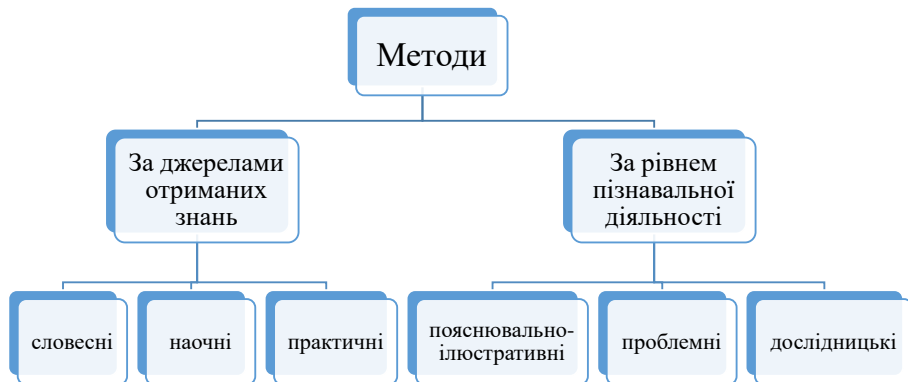 Методи
За джерелами
отриманих
знань
За рівнем
пізнавальної
діяльності
словесні
наочні
практичні
пояснювально-
ілюстративні
проблемні
дослідницькі